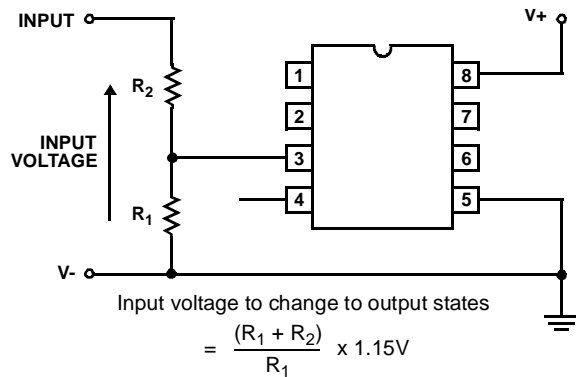 INPUT
V+
R2
INPUT
VOLTAGE
R1
V-
1
2
3
4
8
7
6
5
Input voltage to change to output states
= (R1 + R2) / R1 x 1.15V